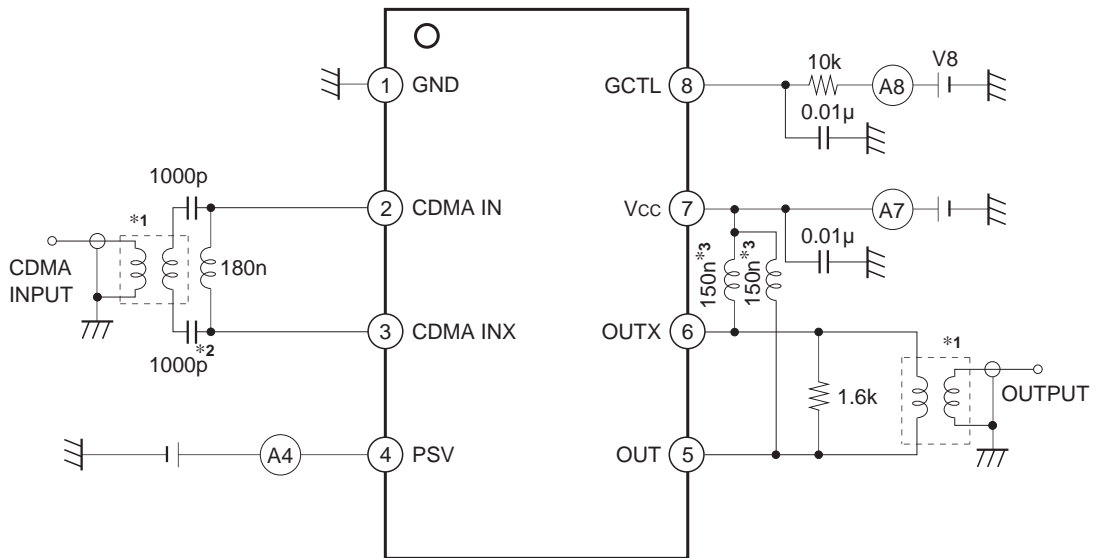 1 GND
2 CDMA IN
3 CDMA INX
4 PSV
GCTL 8
Vcc 7
OUTX 6
OUT 5
1000p
*1
CDMA
INPUT
180n
*2
1000p
A4
10k
A8
V8
0.01µ
A7
0.01µ
150n*3
150n*3
1.6k
*1
OUTPUT